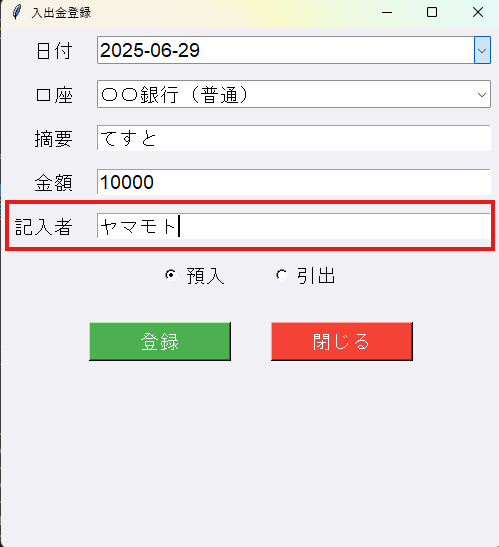 入出金登録
日付 2025-06-29
口座 〇〇銀行（普通）
摘要 てすと
金額 10000
記入者 ヤマモト
預入 引出
登録 閉じる